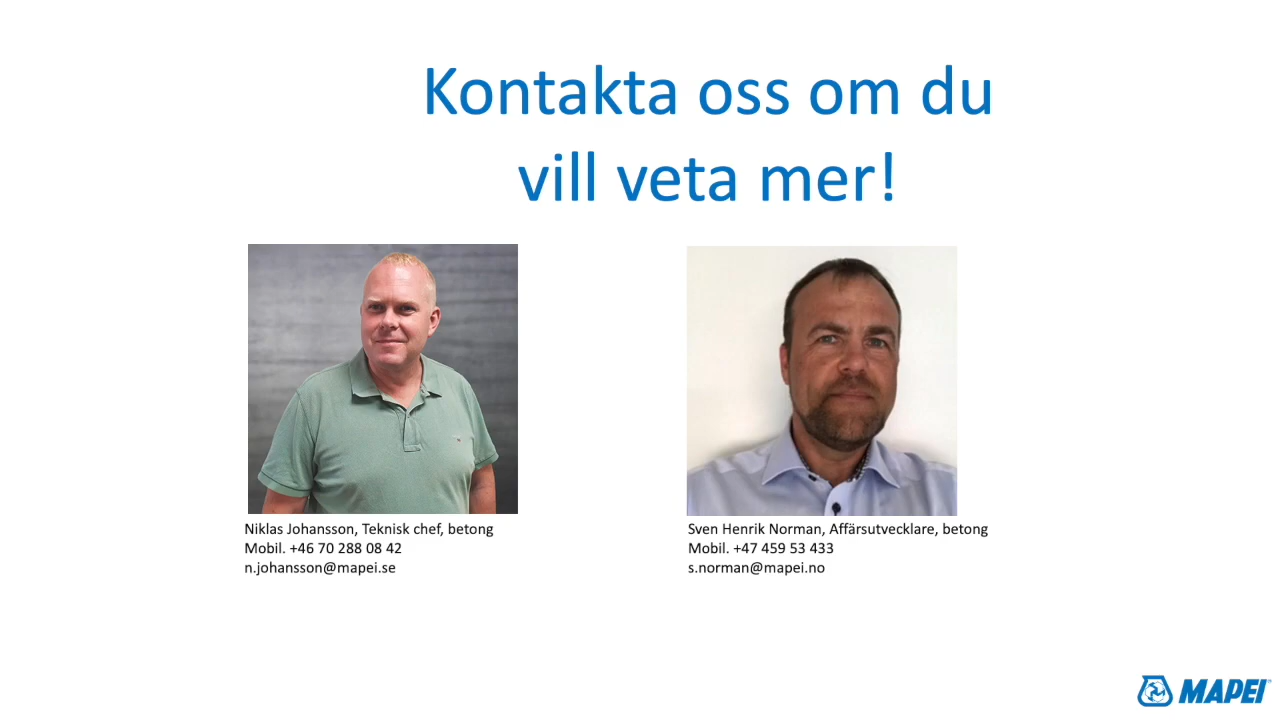 Kontakta oss om du
vill veta mer!
Niklas Johansson, Teknisk chef, betong
Mobil. +46 70 288 08 42
n.johansson@mapei.se
Sven Henrik Norman, Affärsutvecklare, betong
Mobil. +47 459 53 433
s.norman@mapei.no
MAPEI